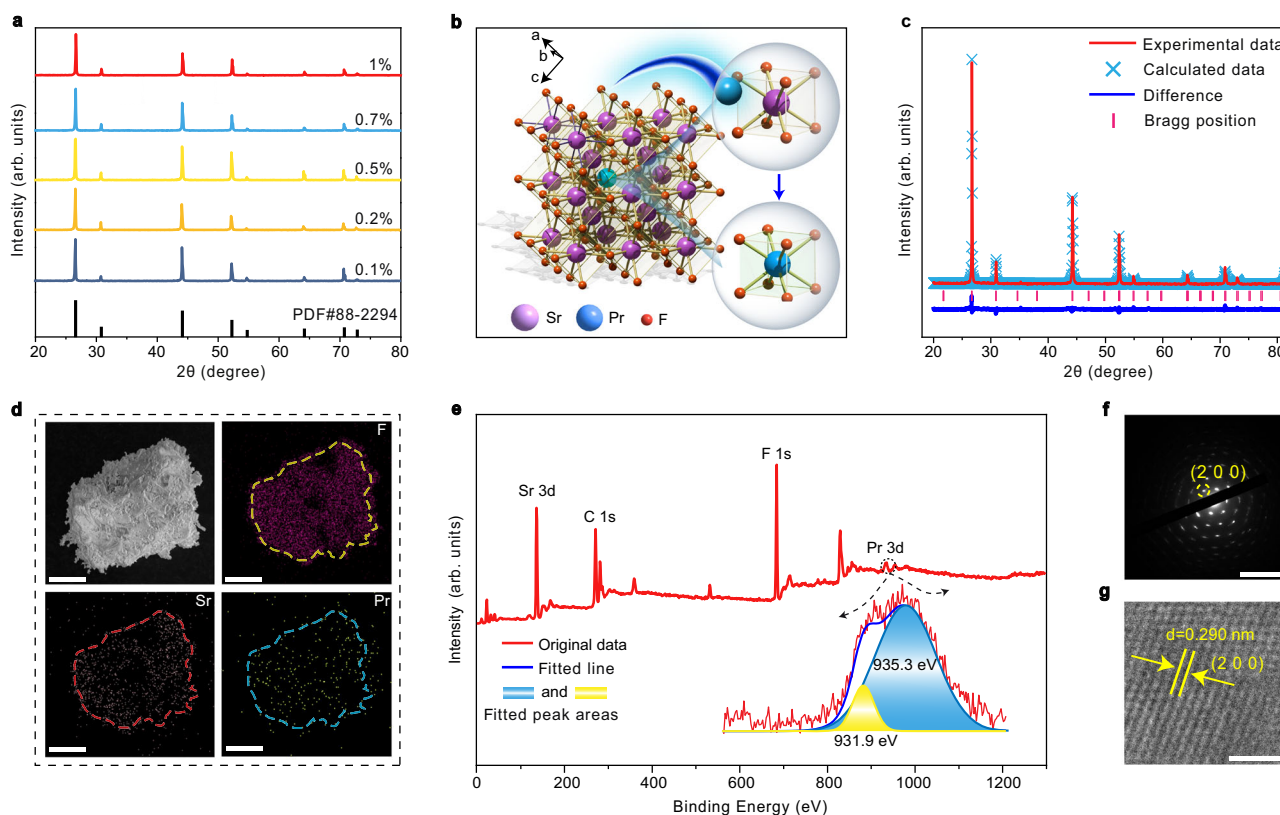 a
Intensity (arb. units)
1%
0.7%
0.5%
0.2%
0.1%
PDF#88-2294
20 30 40 50 60 70 80
2θ (degree)
b
a
b
c
Sr Pr F
c
Intensity (arb. units)
Experimental data
Calculated data
Difference
Bragg position
20 30 40 50 60 70 80
2θ (degree)
d
F
Sr
Pr
e
Intensity (arb. units)
Sr 3d
C 1s
F 1s
Pr 3d
Original data
Fitted line
and
Fitted peak areas
935.3 eV
931.9 eV
0 200 400 600 800 1000 1200
Binding Energy (eV)
f
(2 0 0)
g
d=0.290 nm
(2 0 0)